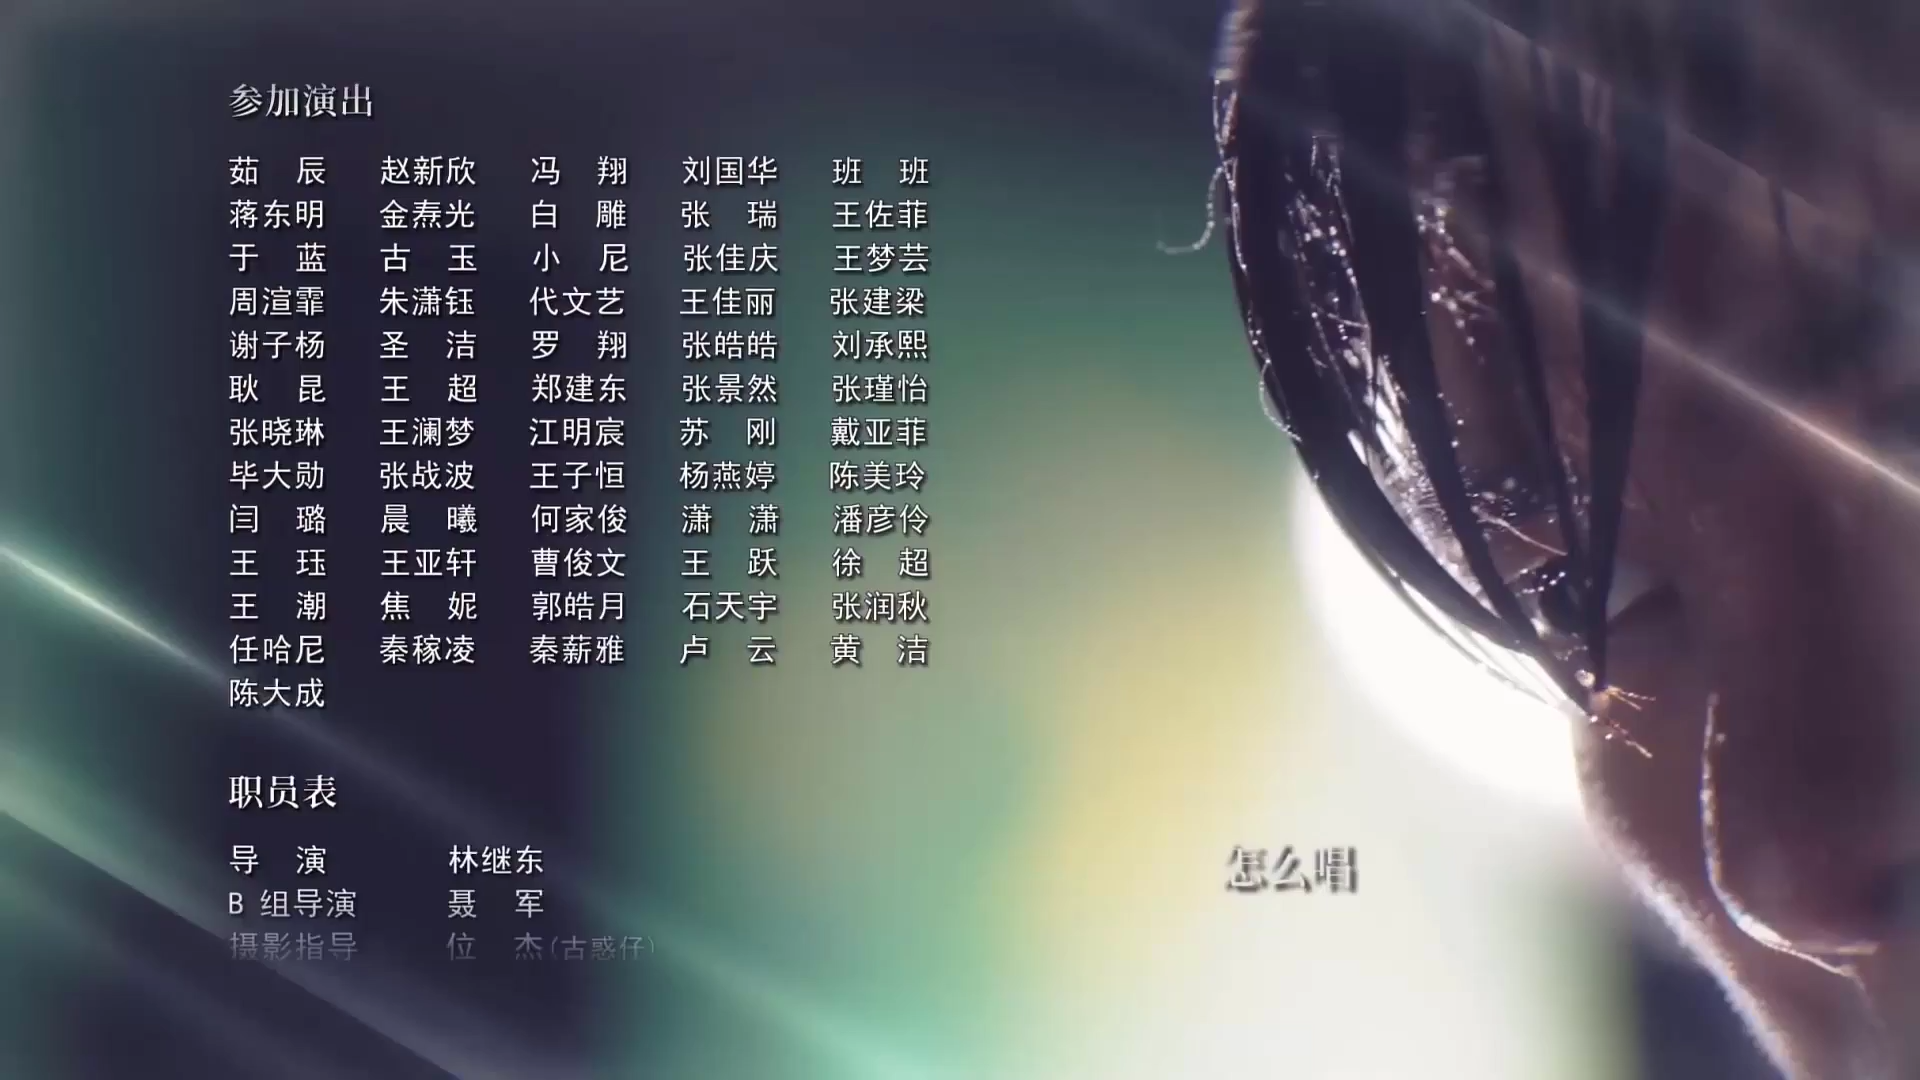 参加演出
茹 辰 赵新欣 冯 翔 刘国华 班 班
蒋东明 金焘光 白 雕 张 瑞 王佐菲
于 蓝 古 玉 小 尼 张佳庆 王梦芸
周渲霏 朱潇钰 代文艺 王佳丽 张建梁
谢子杨 圣 洁 罗 翔 张皓皓 刘承熙
耿 昆 王 超 郑建东 张景然 张瑾怡
张晓琳 王澜梦 江明宸 苏 刚 戴亚菲
毕大勋 张战波 王子恒 杨燕婷 陈美玲
闫 璐 晨 曦 何家俊 潇 潇 潘彦伶
王 珏 王亚轩 曹俊文 王 跃 徐 超
王 潮 焦 妮 郭皓月 石天宇 张润秋
任哈尼 秦稼凌 秦薪雅 卢 云 黄 洁
陈大成
职员表
导 演 林继东
B 组导演 聂 军
摄影指导 位 杰(古惑仔)
怎么唱